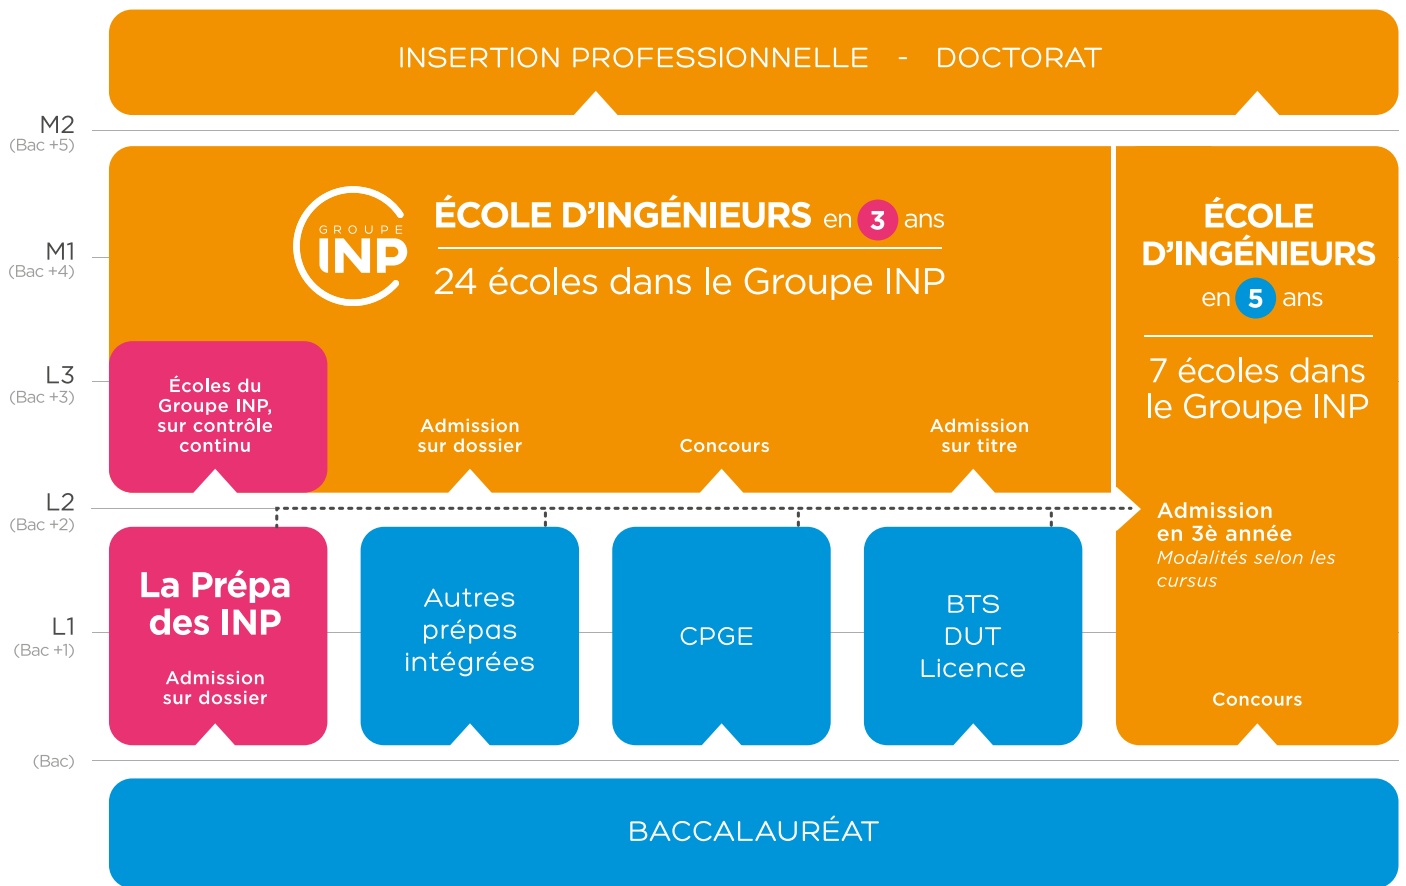 INSERTION PROFESSIONNELLE - DOCTORAT
M2
(Bac +5)
GROUPE
INP
ÉCOLE D'INGÉNIEURS en 3 ans
24 écoles dans le Groupe INP
ÉCOLE
D'INGÉNIEURS
en 5 ans
7 écoles dans
le Groupe INP
M1
(Bac +4)
L3
(Bac +3)
Écoles du
Groupe INP,
sur contrôle
continu
Admission
sur dossier
Concours
Admission
sur titre
L2
(Bac +2)
Admission
en 3è année
Modalités selon les
cursus
La Prépa
des INP
Admission
sur dossier
Autres
prépas
intégrées
CPGE
BTS
DUT
Licence
L1
(Bac +1)
Concours
(Bac)
BACCALAURÉAT